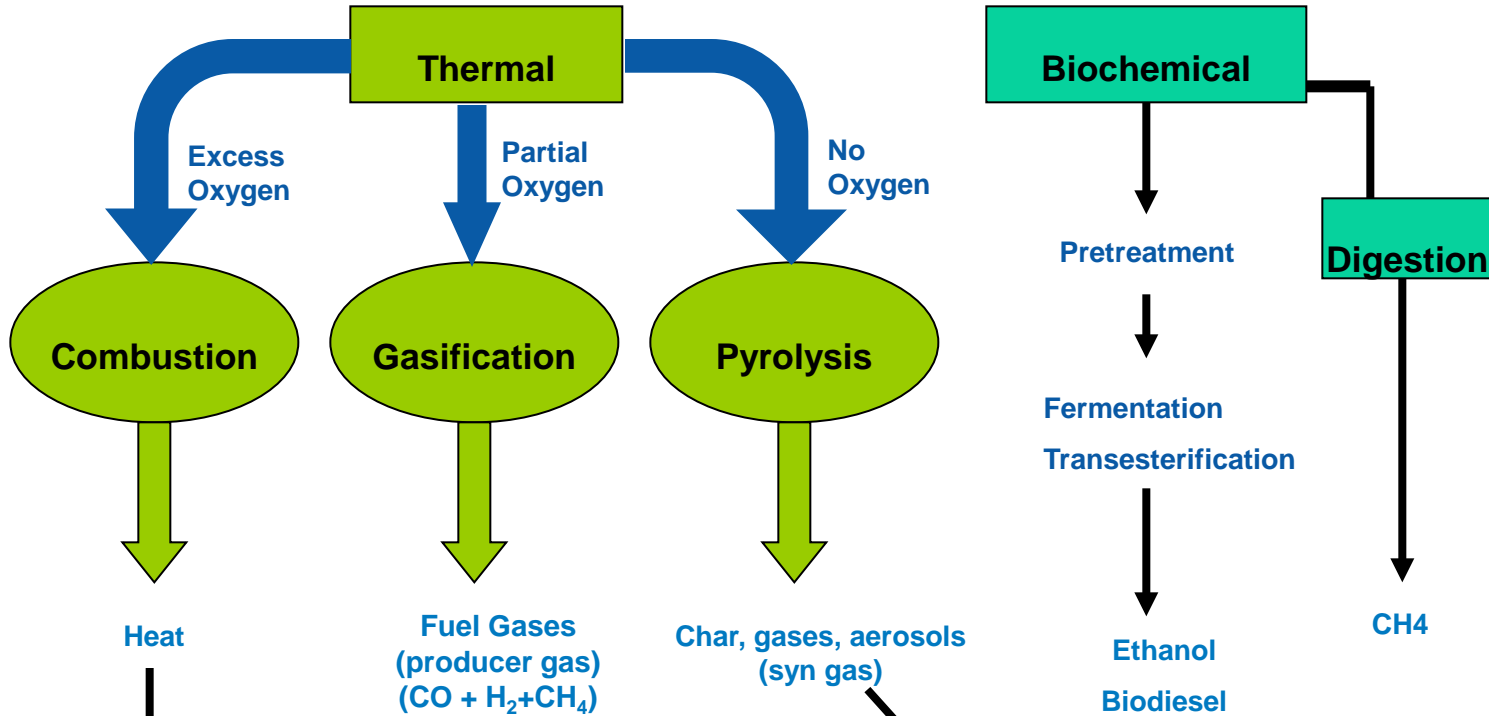 Thermal
Biochemical
Excess
Oxygen
Partial
Oxygen
No
Oxygen
Pretreatment
Digestion
Combustion
Gasification
Pyrolysis
Fermentation
Transesterification
Heat
Fuel Gases
(producer gas)
(CO + H₂+CH₄)
Char, gases, aerosols
(syn gas)
Ethanol
Biodiesel
CH4